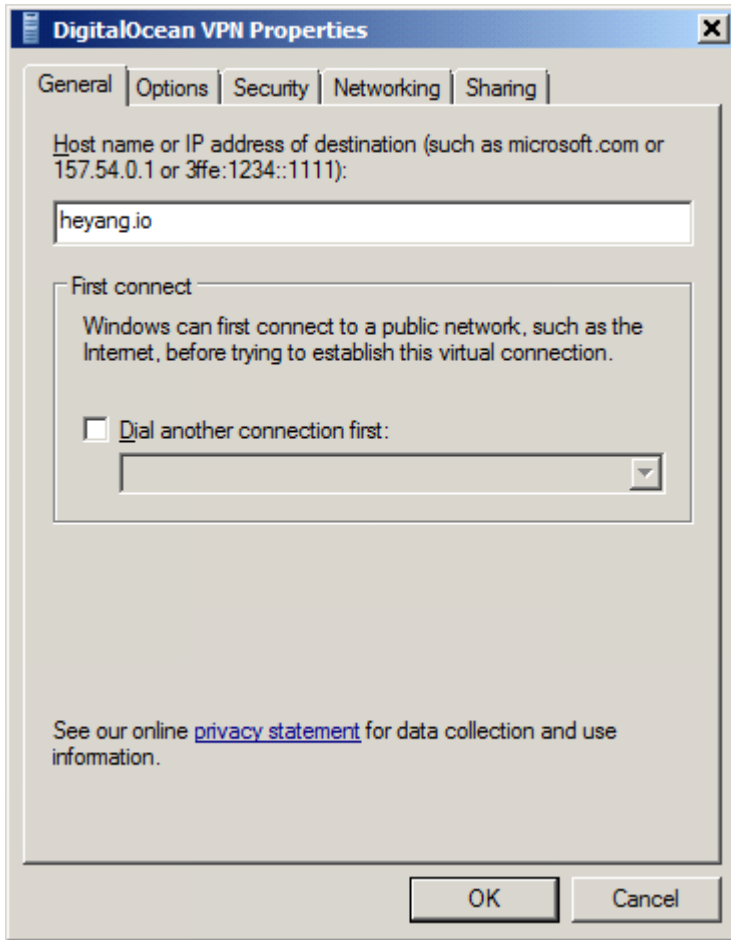 DigitalOcean VPN Properties
General Options Security Networking Sharing
Host name or IP address of destination (such as microsoft.com or
157.54.0.1 or 3ffe:1234::1111):
heyang.io
First connect
Windows can first connect to a public network, such as the
Internet, before trying to establish this virtual connection.
Dial another connection first:
See our online privacy statement for data collection and use
information.
OK Cancel